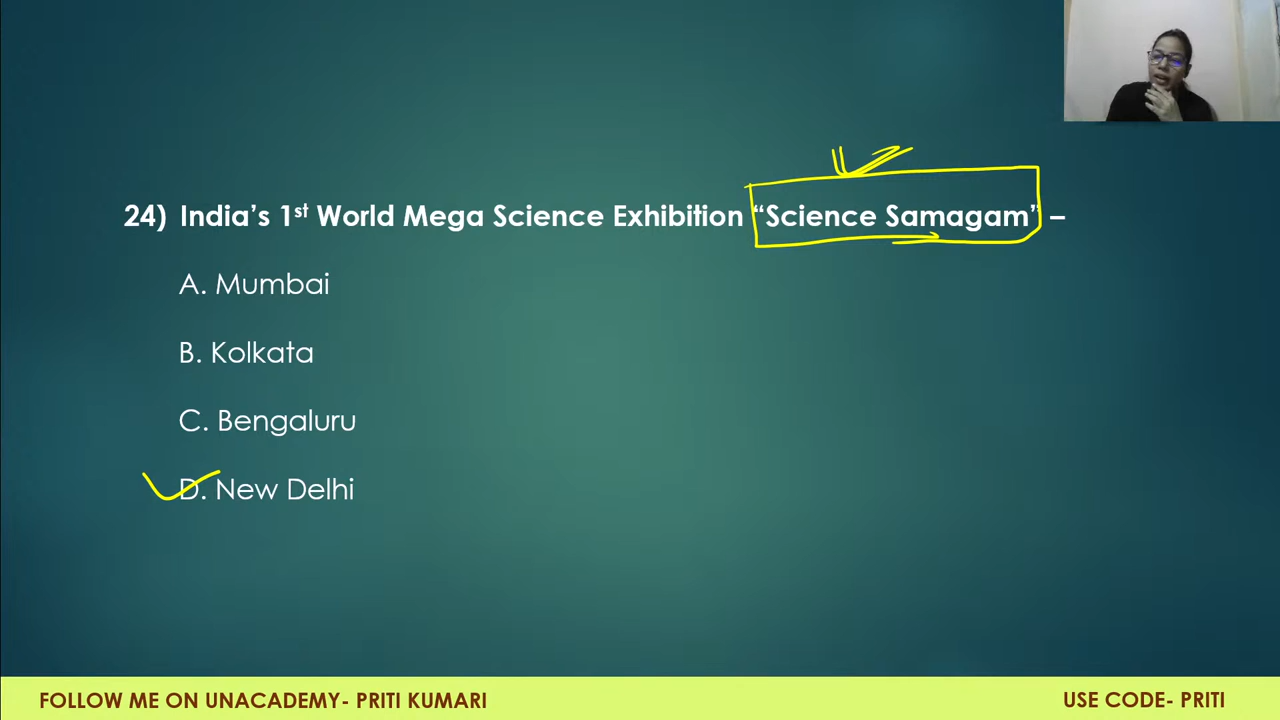 24) India’s 1st World Mega Science Exhibition “Science Samagam” –
A. Mumbai
B. Kolkata
C. Bengaluru
D. New Delhi
FOLLOW ME ON UNACADEMY- PRITI KUMARI
USE CODE- PRITI